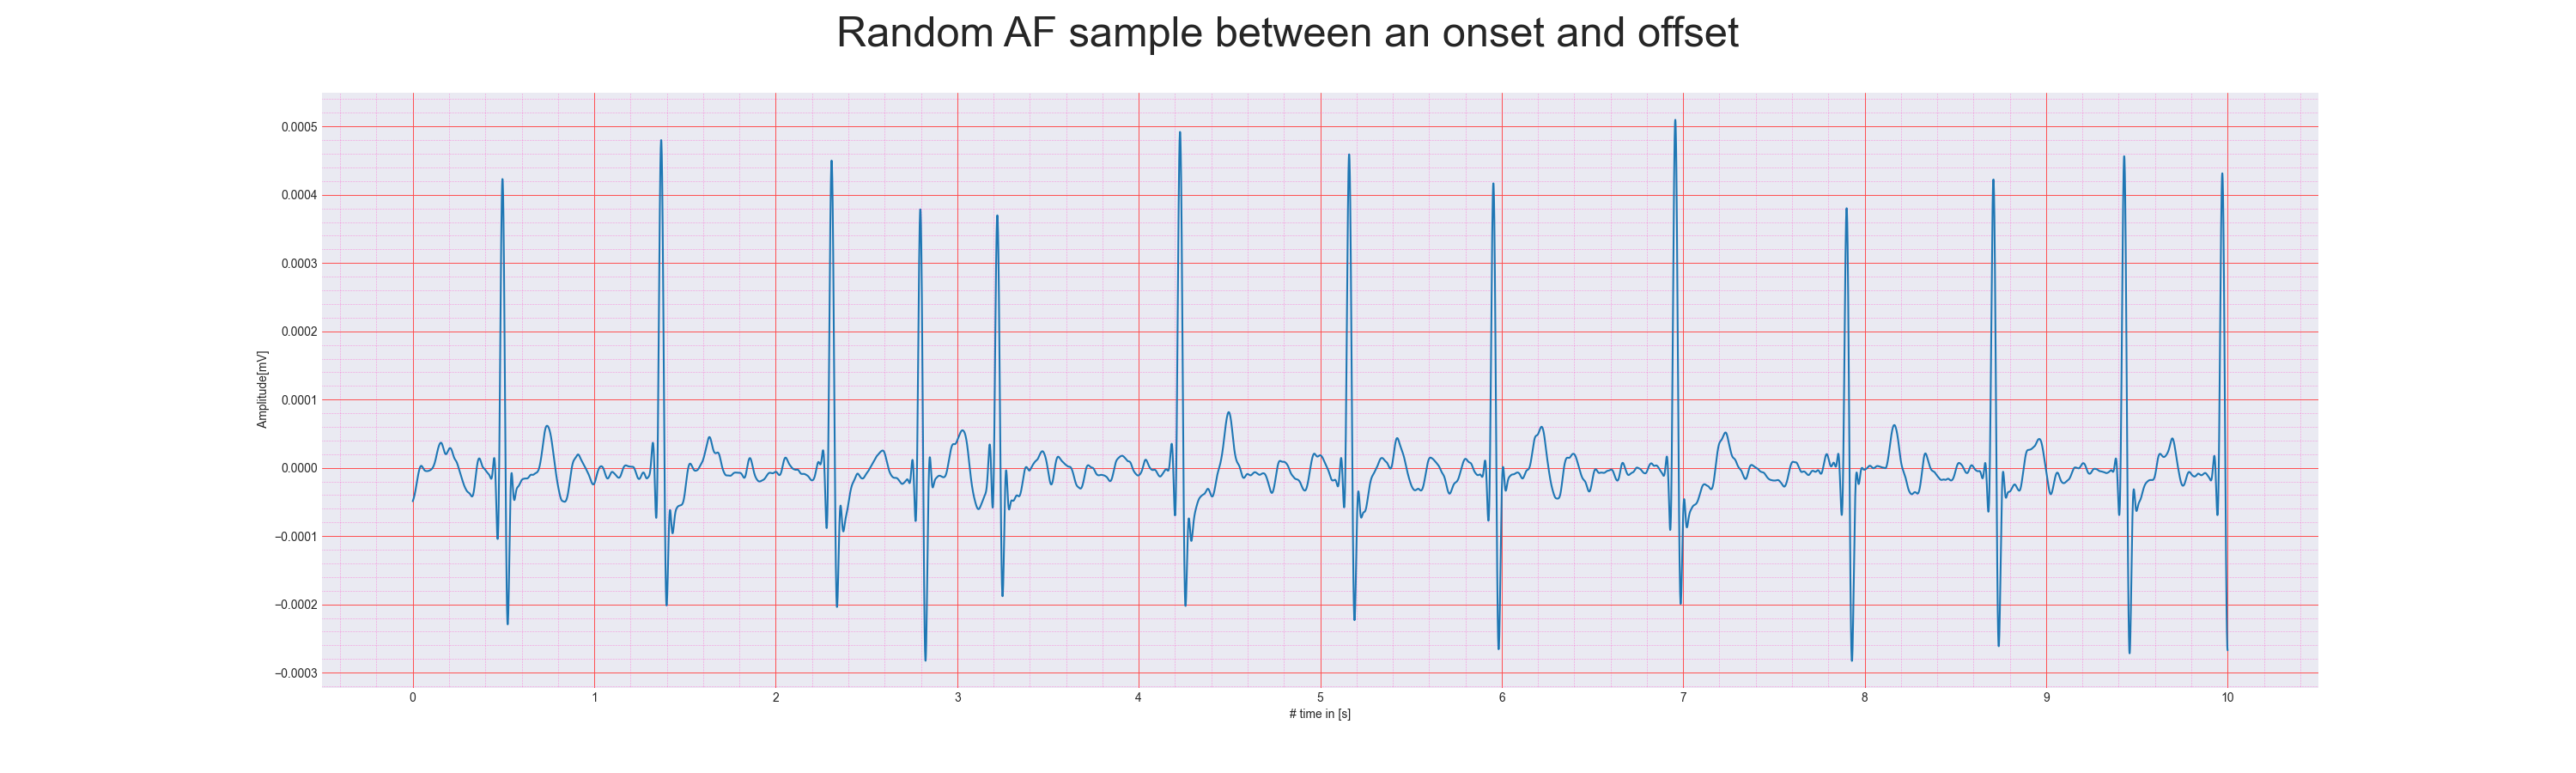 Random AF sample between an onset and offset
0.0005
0.0004
0.0003
0.0002
0.0001
0.0000
−0.0001
−0.0002
−0.0003
Amplitude[mV]
0 1 2 3 4 5 6 7 8 9 10
# time in [s]